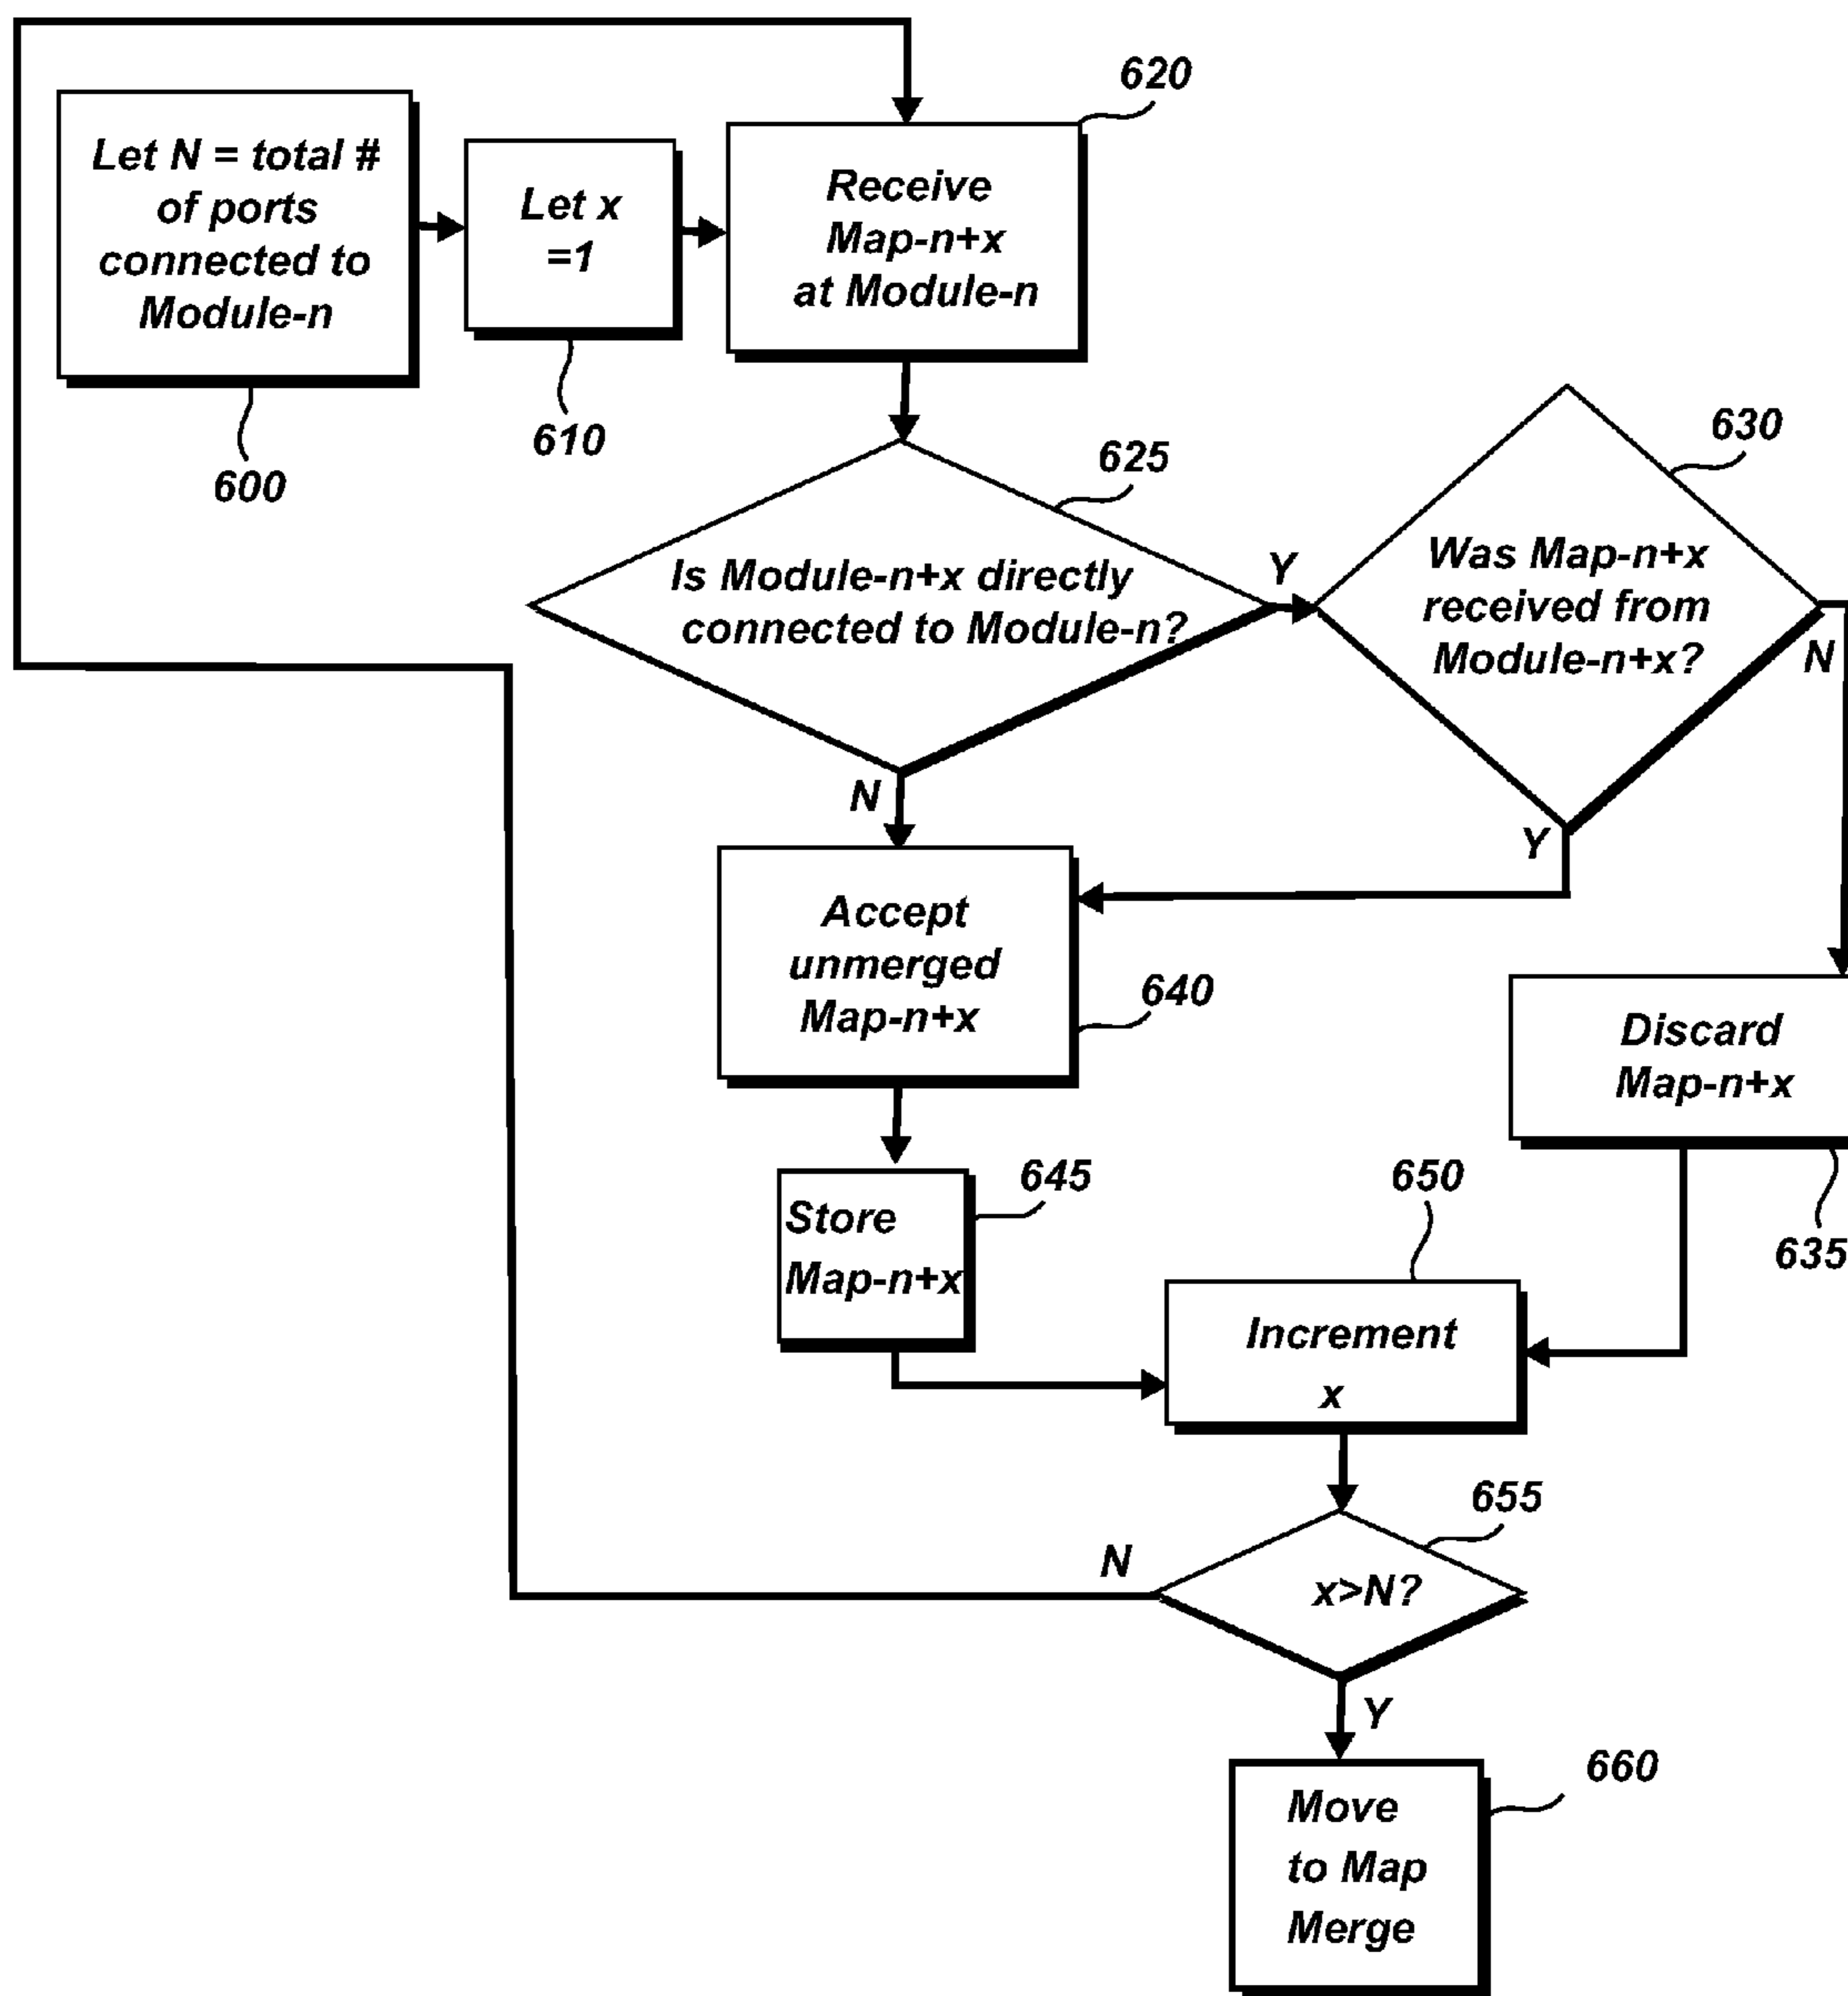 620
Let N = total #
of ports
connected to
Module-n
Let x
=1
Receive
Map-n+x
at Module-n
600
610
625
630
Is Module-n+x directly
connected to Module-n?
Y
Was Map-n+x
received from
Module-n+x?
N
N
Y
Accept
unmerged
Map-n+x
640
Discard
Map-n+x
635
Store
Map-n+x
645
650
Increment
x
655
N
x>N?
Y
660
Move
to Map
Merge